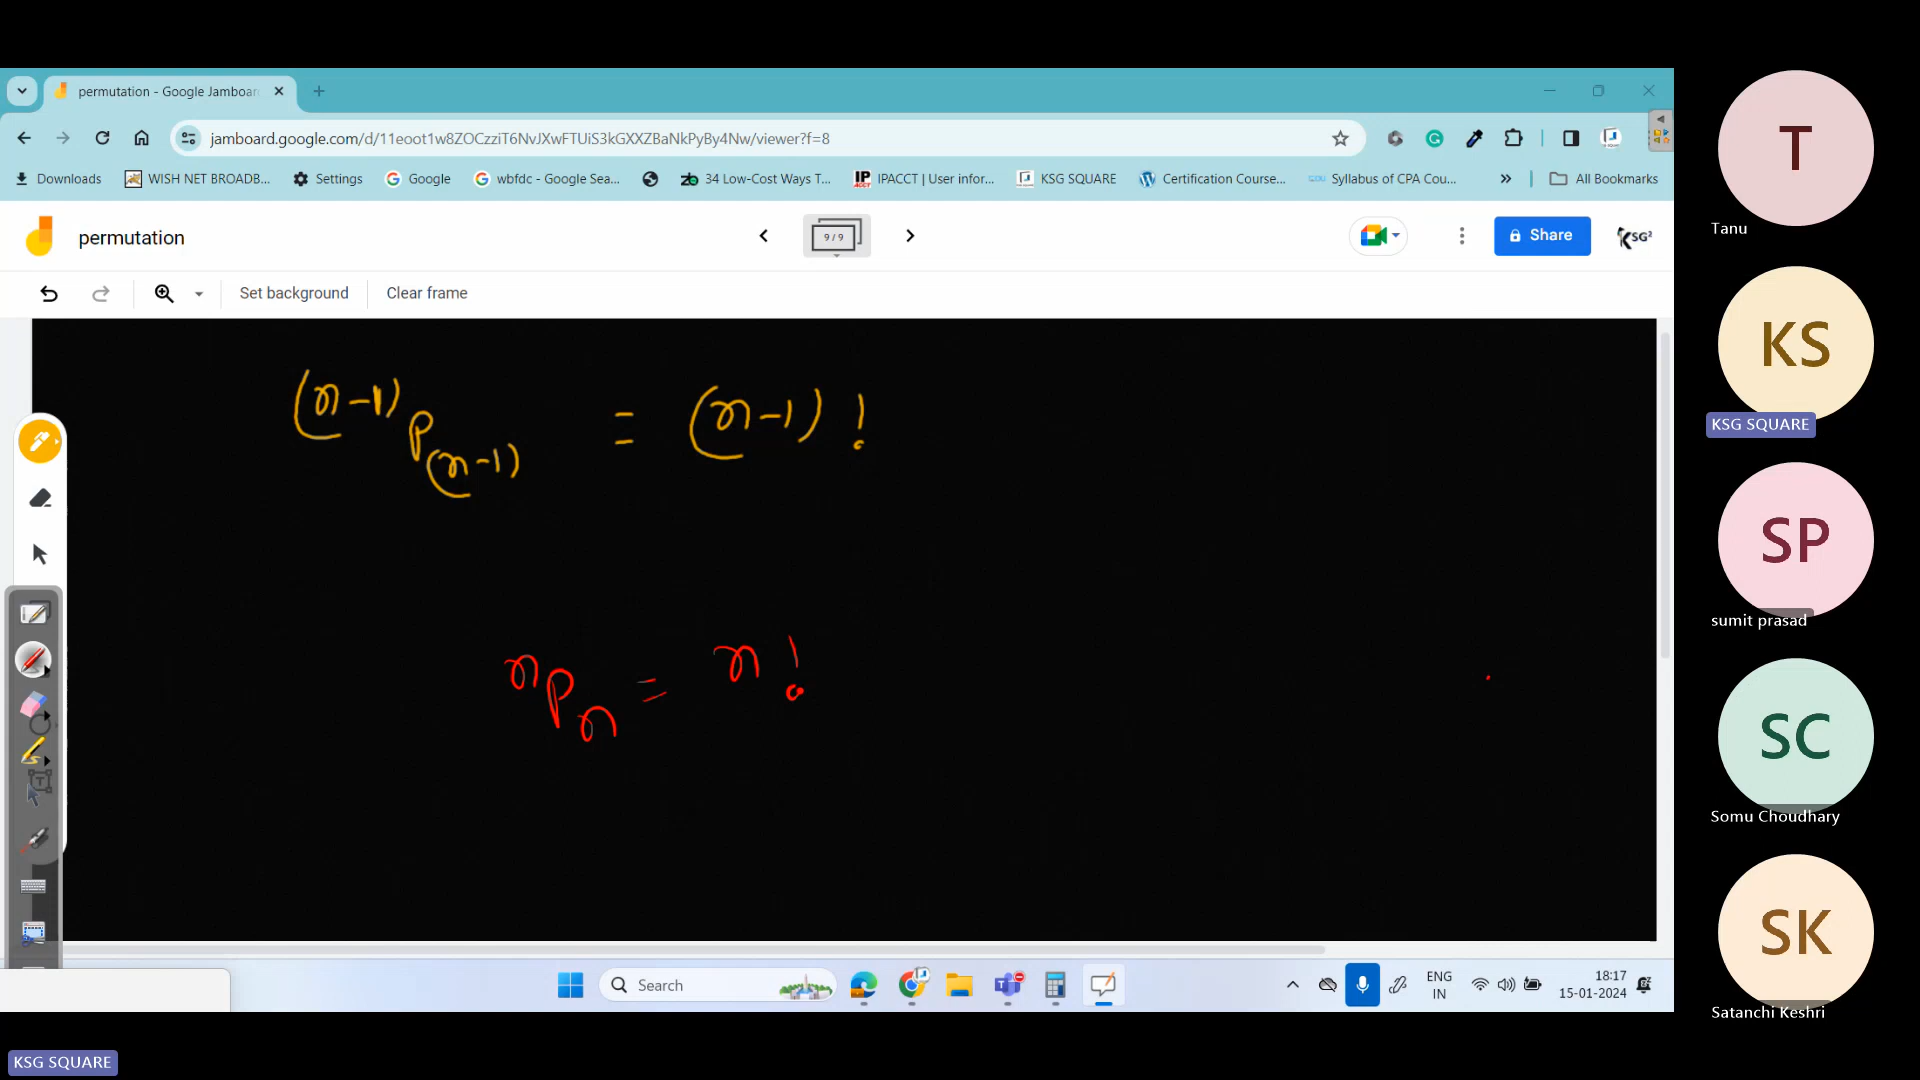 permutation - Google Jamboar
jamboard.google.com/d/11eoot1w8ZOCzziT6NvJXwFTUiS3kGXXZBaNkPyBy4Nw/viewer?f=8
Downloads WISH NET BROADB... Settings Google wbfdc - Google Sea... 34 Low-Cost Ways T... IPACCT | User infor... KSG SQUARE Certification Course... Syllabus of CPA Cou... » All Bookmarks
permutation 9 / 9 Share KSG²
Set background Clear frame
(n-1)P(n-1) = (n-1)!
nPn = n!
Search
ENG
IN
18:17
15-01-2024
T
Tanu
KS
KSG SQUARE
SP
sumit prasad
SC
Somu Choudhary
SK
Satanchi Keshri
KSG SQUARE